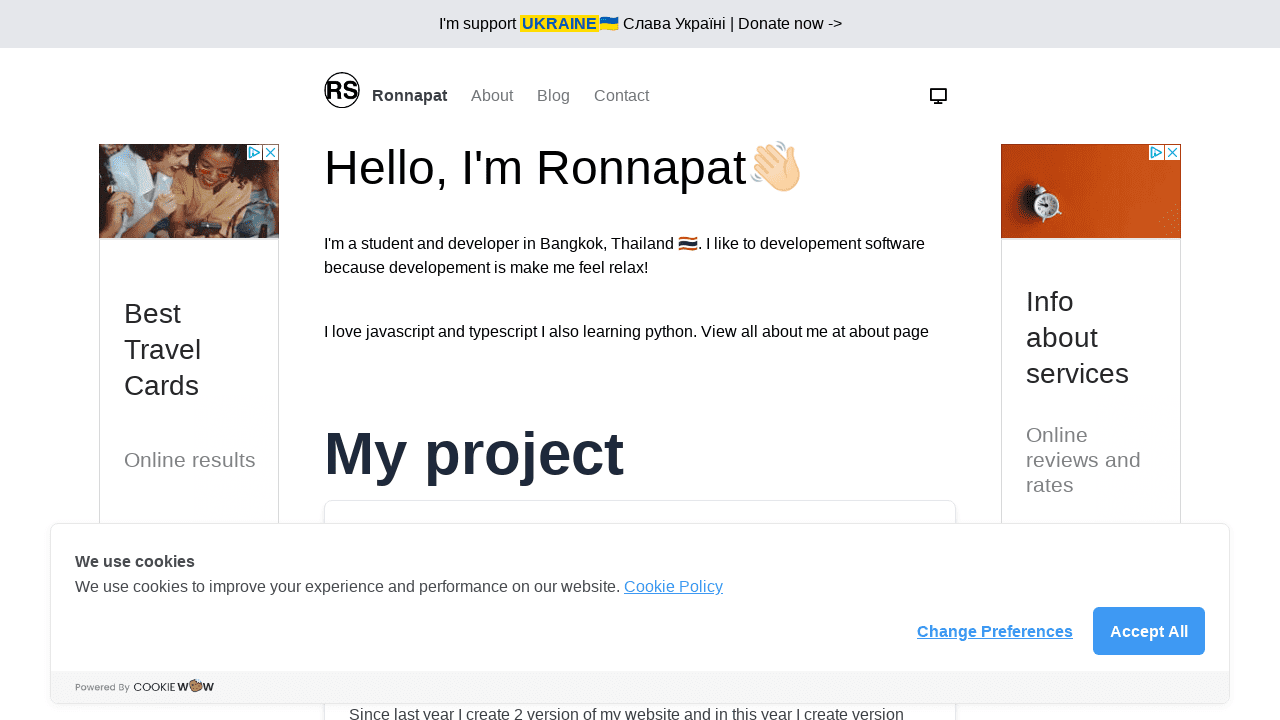 I'm support UKRAINE🇺🇦 Слава Україні | Donate now ->
RS Ronnapat About Blog Contact
Hello, I'm Ronnapat👋🏻
I'm a student and developer in Bangkok, Thailand 🇹🇭. I like to developement software
because developement is make me feel relax!
I love javascript and typescript I also learning python. View all about me at about page
Best
Travel
Cards
Online results
Info
about
services
Online
reviews and
rates
My project
We use cookies
We use cookies to improve your experience and performance on our website. Cookie Policy
Change Preferences Accept All
Powered By COOKIE WOW
Since last year I create 2 version of my website and in this year I create version